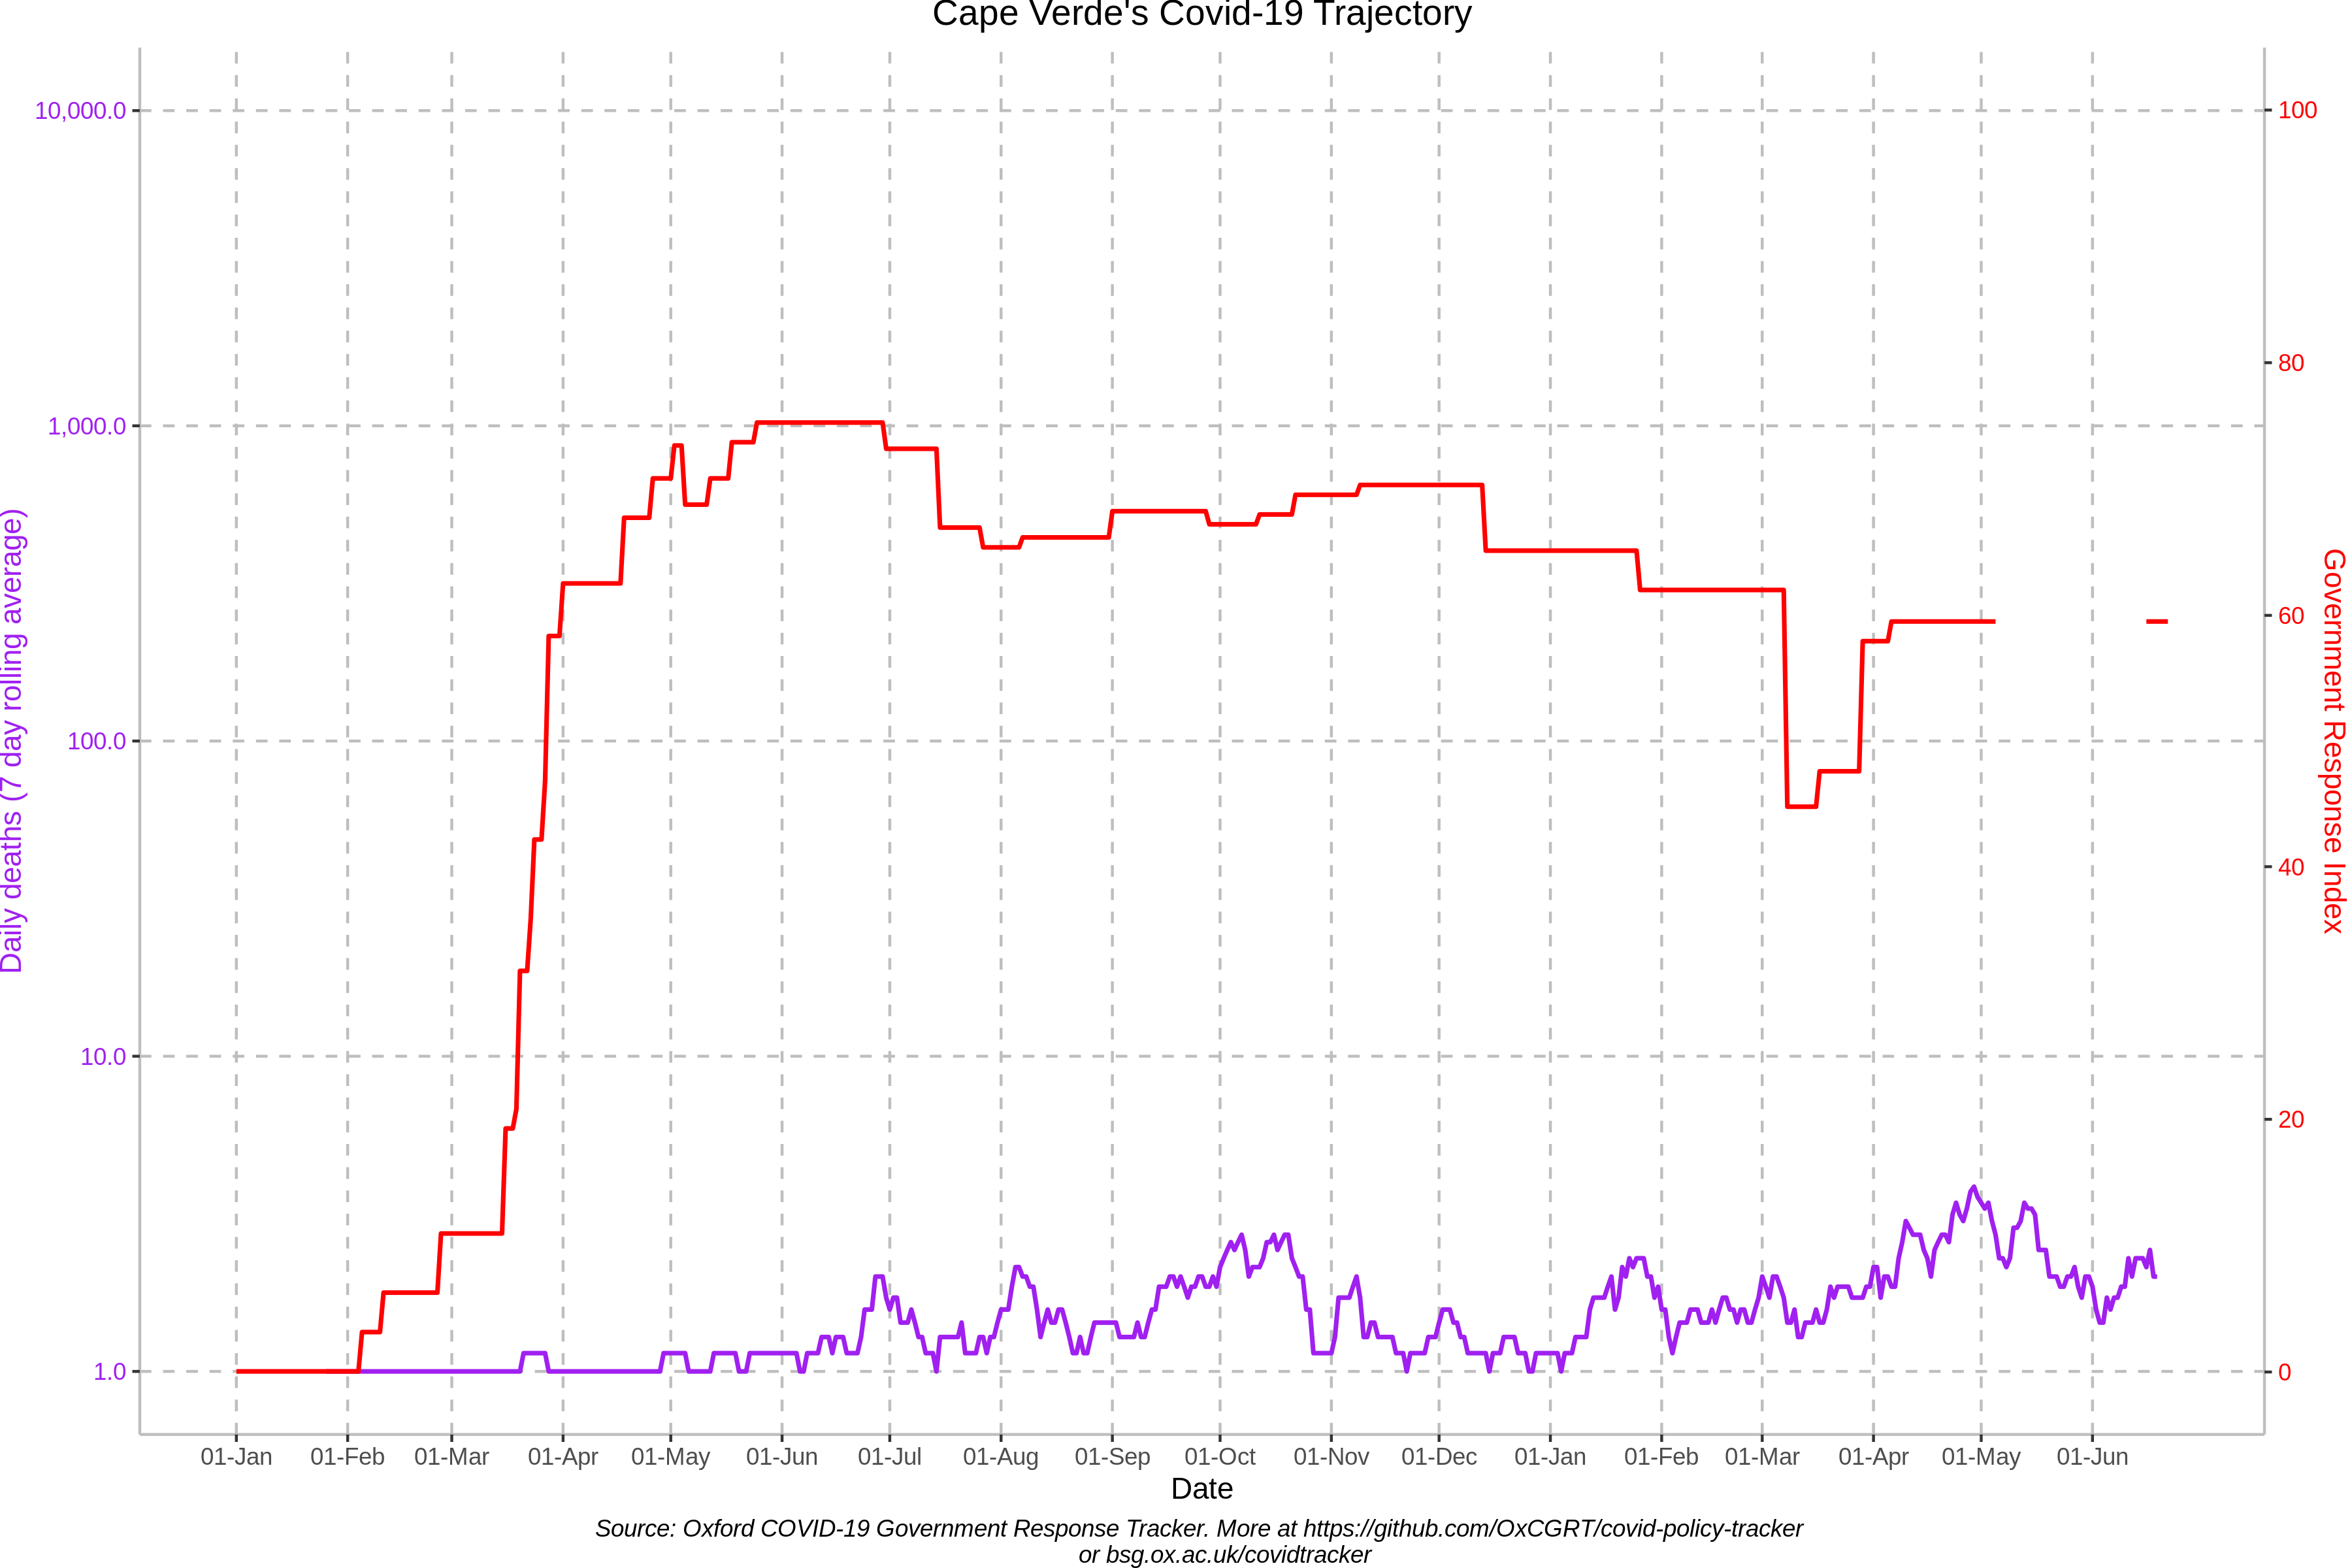 Cape Verde's Covid-19 Trajectory
10,000.0
1,000.0
100.0
10.0
1.0
Daily deaths (7 day rolling average)
100
80
60
40
20
0
Government Response Index
01-Jan 01-Feb 01-Mar 01-Apr 01-May 01-Jun 01-Jul 01-Aug 01-Sep 01-Oct 01-Nov 01-Dec 01-Jan 01-Feb 01-Mar 01-Apr 01-May 01-Jun
Date
Source: Oxford COVID-19 Government Response Tracker. More at https://github.com/OxCGRT/covid-policy-tracker
or bsg.ox.ac.uk/covidtracker